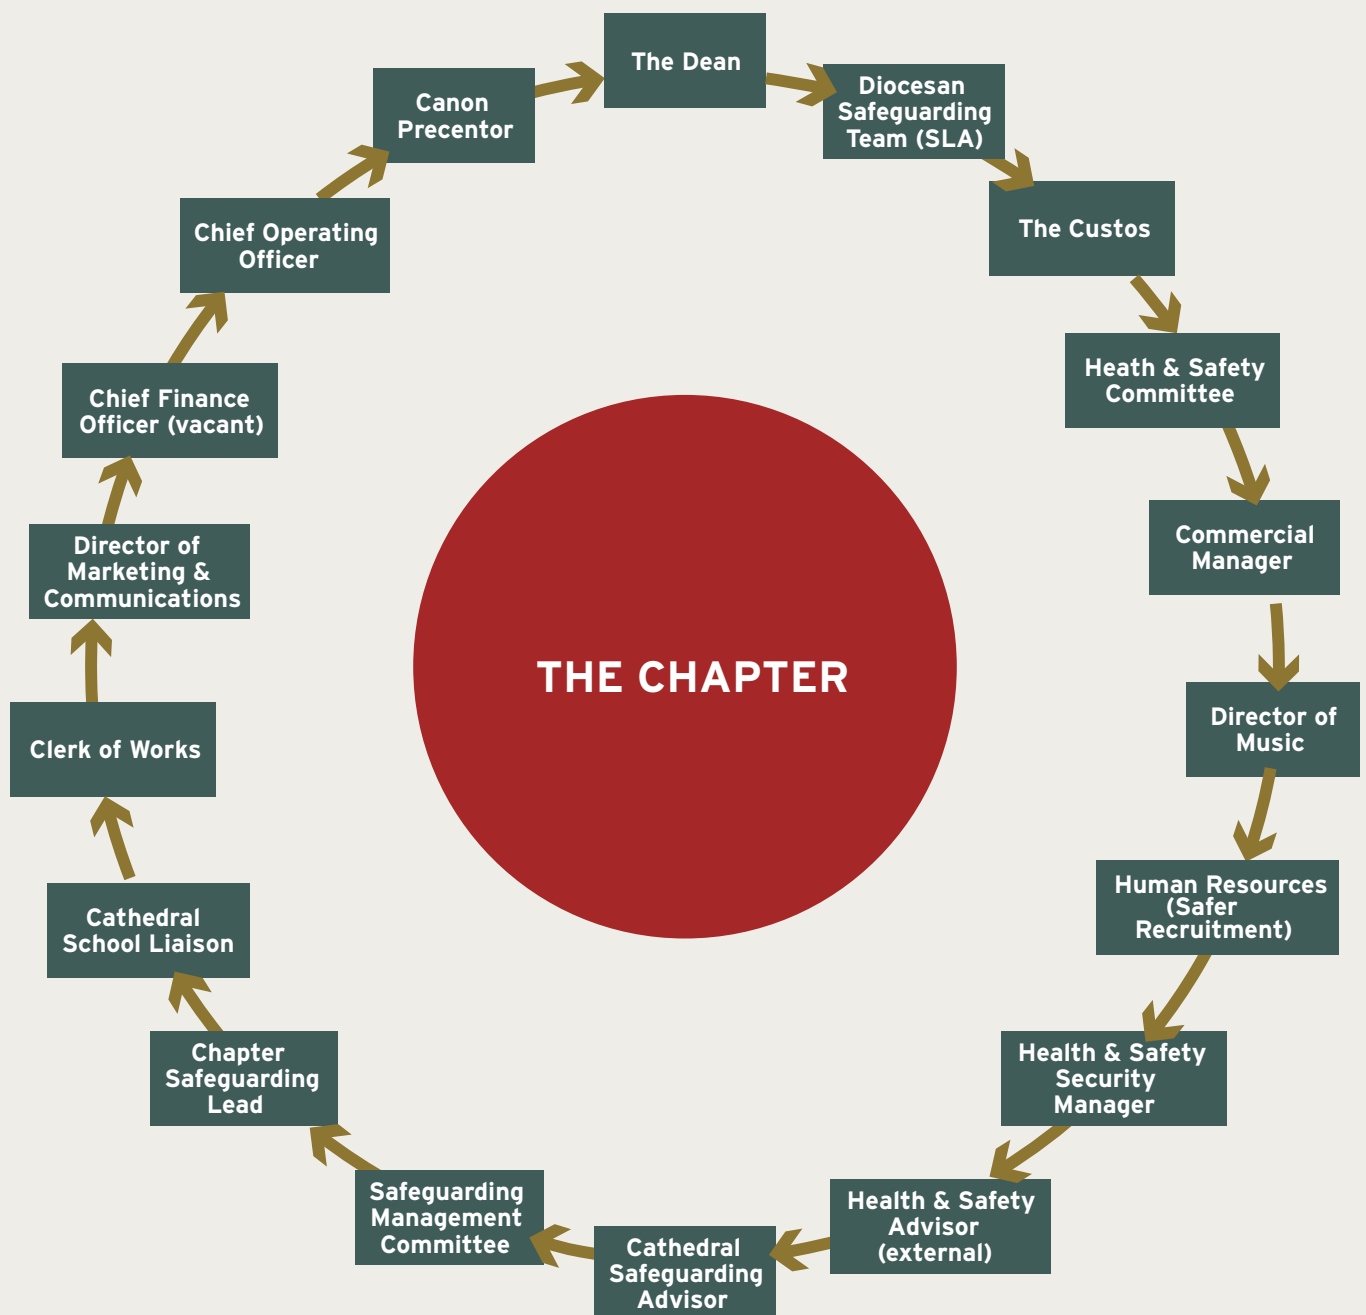 The Dean
Diocesan
Safeguarding
Team (SLA)
The Custos
Heath & Safety
Committee
Commercial
Manager
Director of
Music
Human Resources
(Safer
Recruitment)
Health & Safety
Security
Manager
Health & Safety
Advisor
(external)
Cathedral
Safeguarding
Advisor
Safeguarding
Management
Committee
Chapter
Safeguarding
Lead
Cathedral
School Liaison
Clerk of Works
Director of
Marketing &
Communications
Chief Finance
Officer (vacant)
Chief Operating
Officer
Canon
Precentor
THE CHAPTER